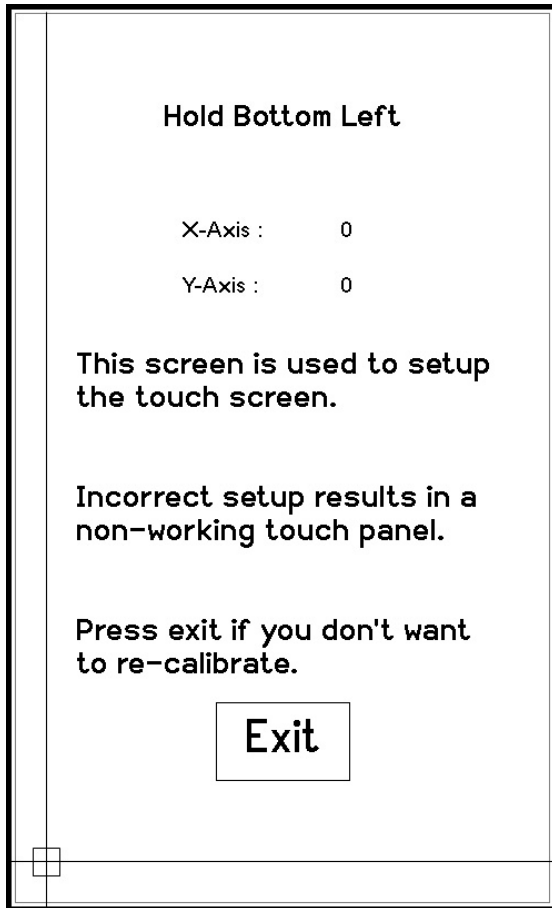 Hold Bottom Left
X-Axis : 0
Y-Axis : 0
This screen is used to setup
the touch screen.
Incorrect setup results in a
non-working touch panel.
Press exit if you don't want
to re-calibrate.
Exit